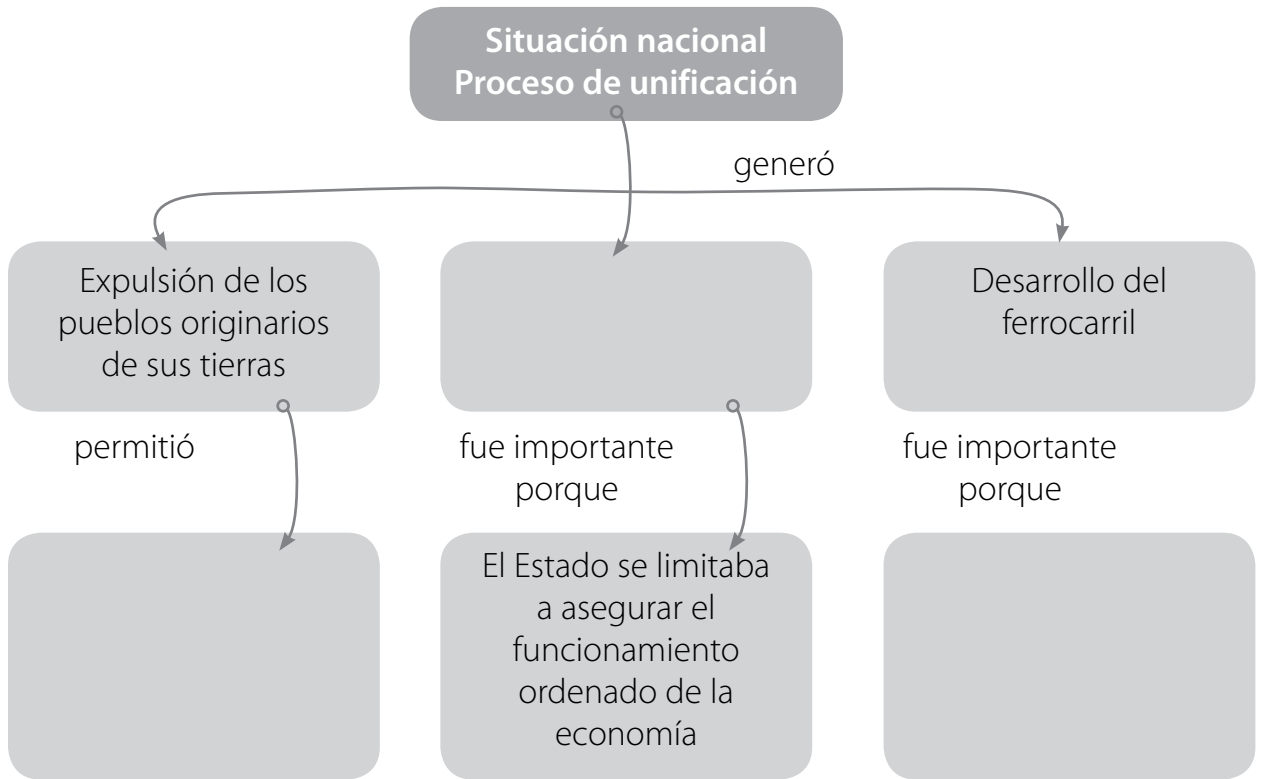 Situación nacional
Proceso de unificación
generó
Expulsión de los
pueblos originarios
de sus tierras
Desarrollo del
ferrocarril
permitió
fue importante
porque
fue importante
porque
El Estado se limitaba
a asegurar el
funcionamiento
ordenado de la
economía